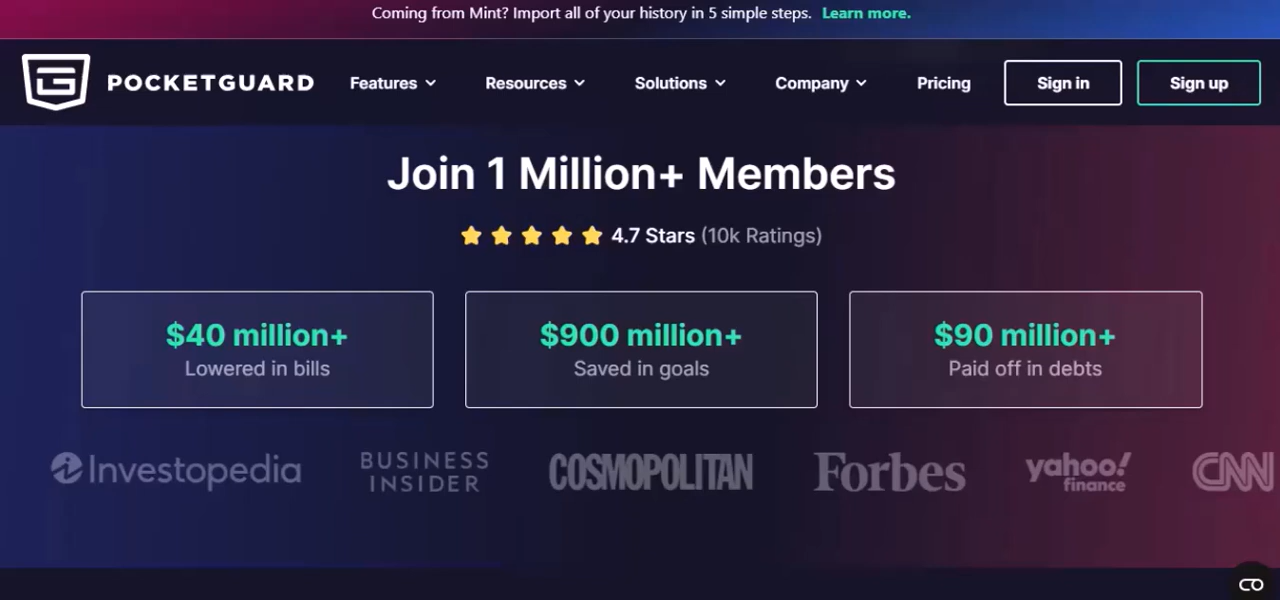 Coming from Mint? Import all of your history in 5 simple steps. Learn more.
POCKETGUARD Features Resources Solutions Company Pricing Sign in Sign up
Join 1 Million+ Members
4.7 Stars (10k Ratings)
$40 million+ $900 million+ $90 million+
Lowered in bills Saved in goals Paid off in debts
Investopedia BUSINESS INSIDER COSMOPOLITAN Forbes yahoo! finance CNN